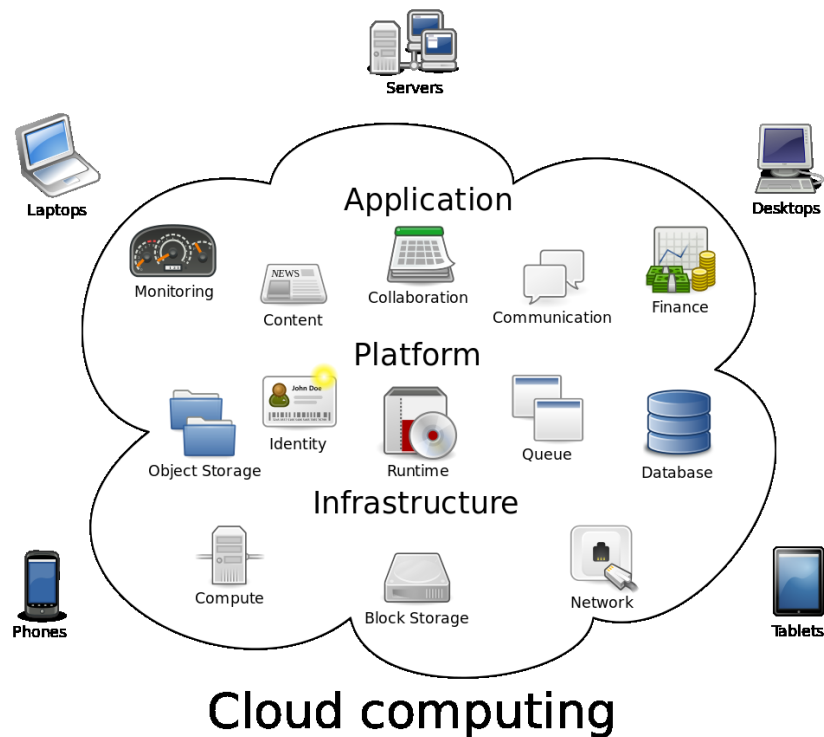 Servers
Laptops
Desktops
Application
Monitoring
NEWS
Content
Collaboration
Communication
Finance
Platform
Object Storage
John Doe
Identity
Runtime
Queue
Database
Infrastructure
Compute
Block Storage
Network
Phones
Tablets
Cloud computing